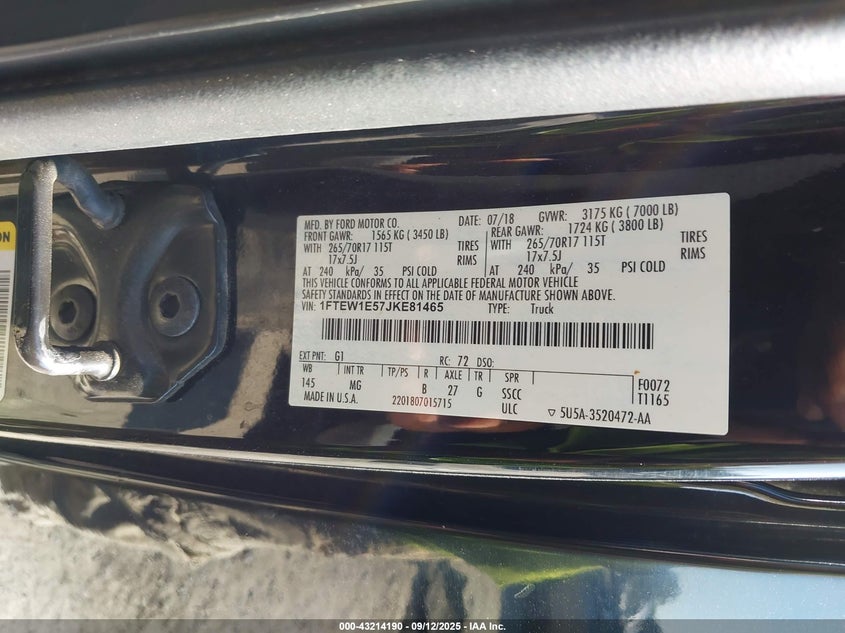 ON
MFD. BY FORD MOTOR CO. DATE: 07/18 GVWR: 3175 KG ( 7000 LB)
FRONT GAWR: 1565 KG ( 3450 LB) REAR GAWR: 1724 KG ( 3800 LB)
WITH 265/70R17 115T TIRES WITH 265/70R17 115T TIRES
17x7.5J RIMS 17x7.5J RIMS
AT 240 kPa/ 35 PSI COLD AT 240 kPa/ 35 PSI COLD
THIS VEHICLE CONFORMS TO ALL APPLICABLE FEDERAL MOTOR VEHICLE
SAFETY STANDARDS IN EFFECT ON THE DATE OF MANUFACTURE SHOWN ABOVE.
VIN: 1FTEW1E57JKE81465 TYPE: Truck
EXT PNT: G1 RC: 72 DSO:
WB INT TR TP/PS R AXLE TR SPR F0072
145 MG B 27 G SSCC T1165
MADE IN U.S.A. 2201807015715 ULC ▽ 5U5A-3520472-AA
000-43214190 - 09/12/2025 - IAA Inc.